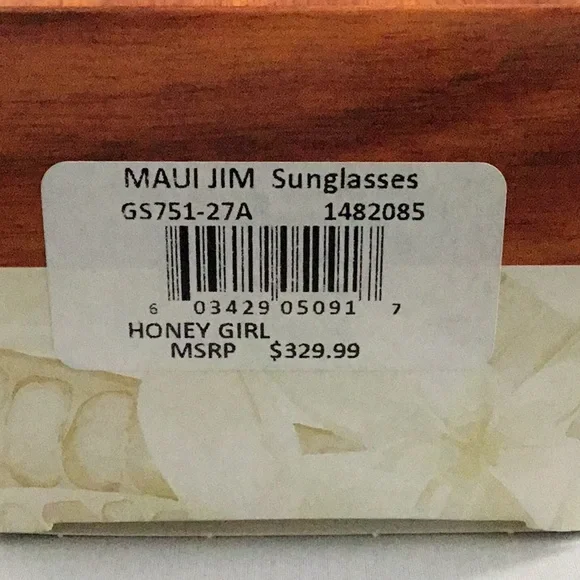 MAUI JIM Sunglasses
GS751-27A 1482085
6 03429 05091 7
HONEY GIRL
MSRP $329.99